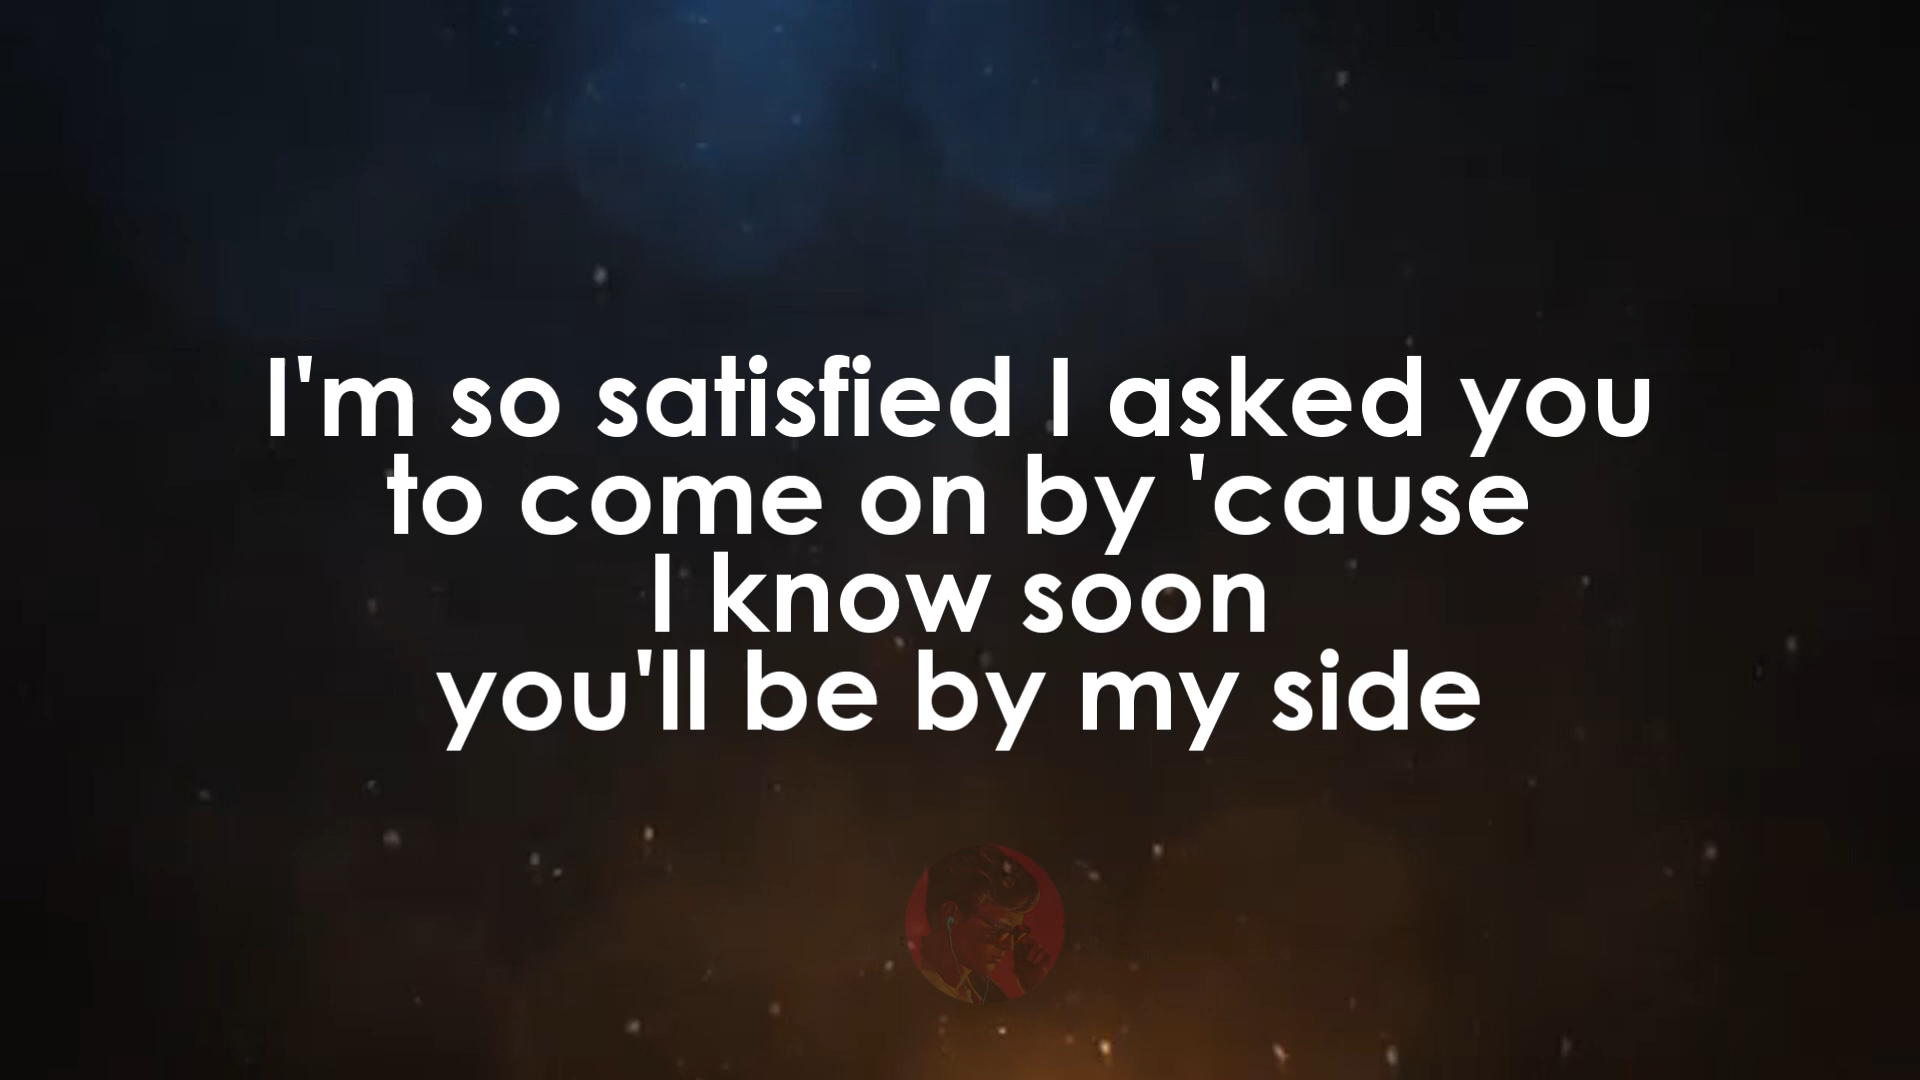 I'm so satisfied I asked you
to come on by 'cause
I know soon
you'll be by my side